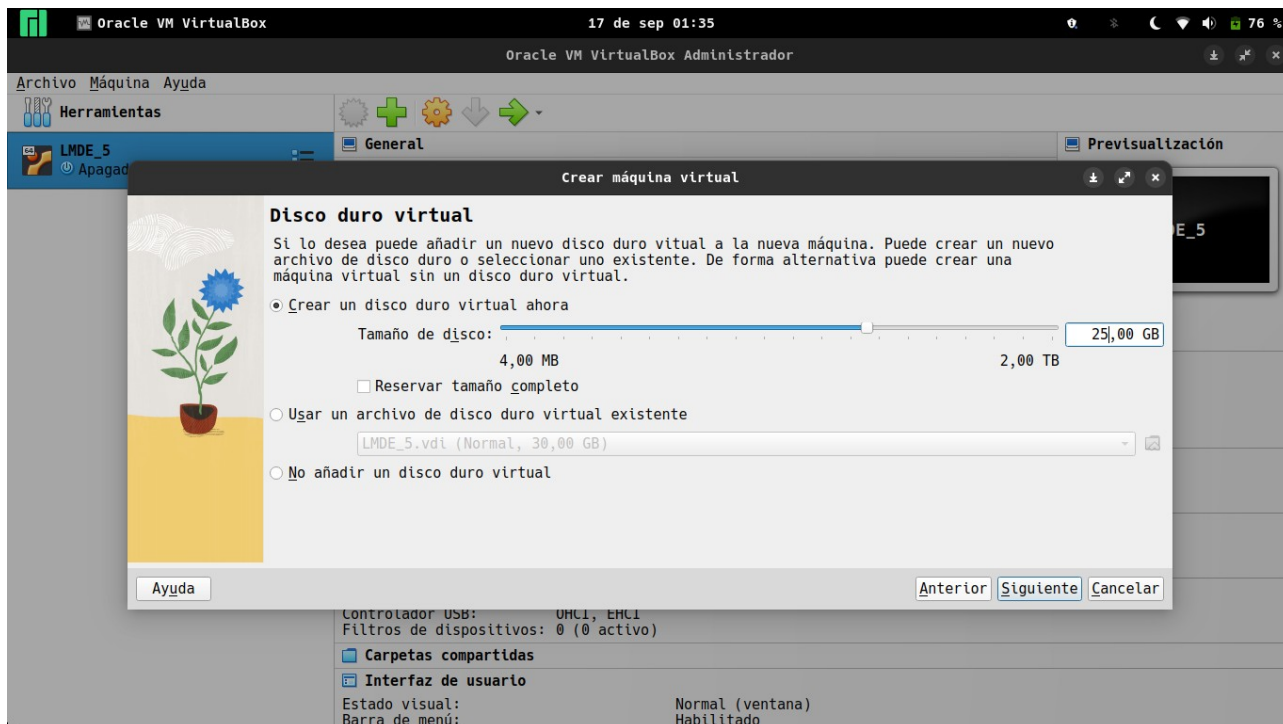 Oracle VM VirtualBox
17 de sep 01:35
76 %
Oracle VM VirtualBox Administrador
Archivo Máquina Ayuda
Herramientas
General
Previsualización
64
LMDE_5
Apagad
E_5
Crear máquina virtual
Disco duro virtual
Si lo desea puede añadir un nuevo disco duro vitual a la nueva máquina. Puede crear un nuevo
archivo de disco duro o seleccionar uno existente. De forma alternativa puede crear una
máquina virtual sin un disco duro virtual.
Crear un disco duro virtual ahora
Tamaño de disco:
25,00 GB
4,00 MB
2,00 TB
Reservar tamaño completo
Usar un archivo de disco duro virtual existente
LMDE_5.vdi (Normal, 30,00 GB)
No añadir un disco duro virtual
Ayuda
Anterior
Siguiente
Cancelar
Controlador USB: OHCI, EHCI
Filtros de dispositivos: 0 (0 activo)
Carpetas compartidas
Interfaz de usuario
Estado visual: Normal (ventana)
Barra de menú: Habilitado